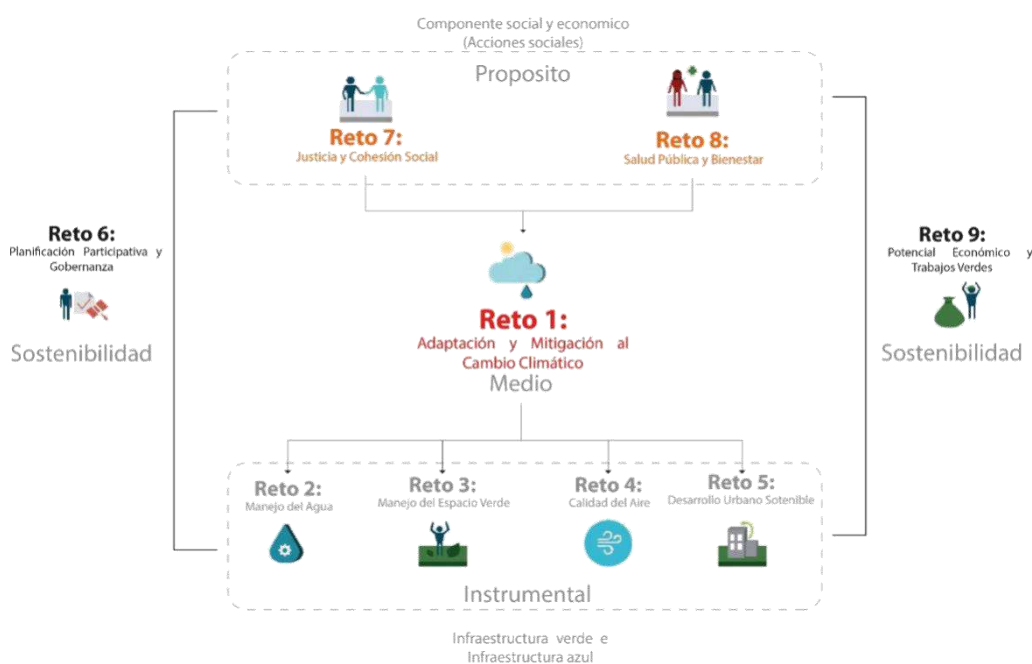 Componente social y economico
(Acciones sociales)
Proposito
Reto 7:
Justicia y Cohesión Social
Reto 8:
Salud Pública y Bienestar
Reto 6:
Planificación Participativa y
Gobernanza
Sostenibilidad
Reto 9:
Potencial Económico y
Trabajos Verdes
Sostenibilidad
Reto 1:
Adaptación y Mitigación al
Cambio Climático
Medio
Reto 2:
Manejo del Agua
Reto 3:
Manejo del Espacio Verde
Reto 4:
Calidad del Aire
Reto 5:
Desarrollo Urbano Sotenible
Instrumental
Infraestructura verde e
Infraestructura azul